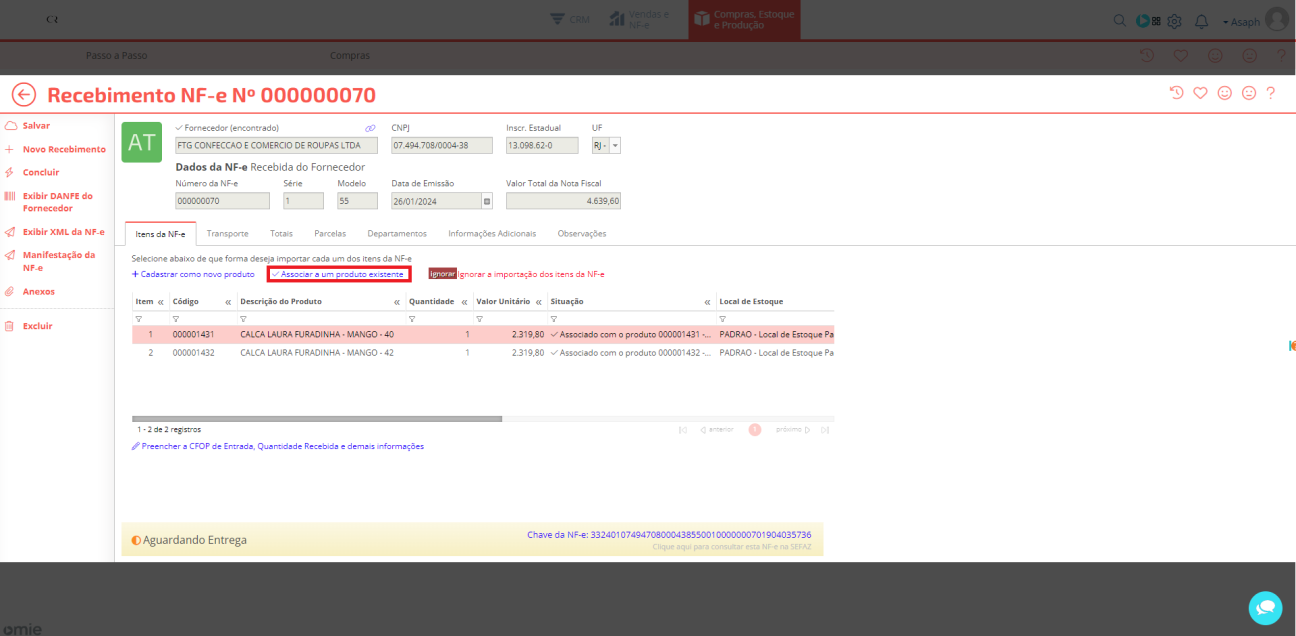 CR
CRM
Vendas e
NF-e
Compras, Estoque
e Produção
Asaph
Passo a Passo
Compras
?
Recebimento NF-e Nº 000000070
?
Salvar
Novo Recebimento
Concluir
Exibir DANFE do
Fornecedor
Exibir XML da NF-e
Manifestação da
NF-e
Anexos
Excluir
AT
Fornecedor (encontrado)
CNPJ
Inscr. Estadual
UF
FTG CONFECCAO E COMERCIO DE ROUPAS LTDA
07.494.708/0004-38
13.098.62-0
RJ -
Dados da NF-e Recebida do Fornecedor
Número da NF-e
Série
Modelo
Data de Emissão
Valor Total da Nota Fiscal
000000070
1
55
26/01/2024
4.639,60
Itens da NF-e
Transporte
Totais
Parcelas
Departamentos
Informações Adicionais
Observações
Selecione abaixo de que forma deseja importar cada um dos itens da NF-e
+ Cadastrar como novo produto
Associar a um produto existente
Ignorar Ignorar a importação dos itens da NF-e
Item « Código « Descrição do Produto « Quantidade « Valor Unitário « Situação « Local de Estoque
1 000001431 CALCA LAURA FURADINHA - MANGO - 40 1 2.319,80 Associado com o produto 000001431 -... PADRAO - Local de Estoque Pa
2 000001432 CALCA LAURA FURADINHA - MANGO - 42 1 2.319,80 Associado com o produto 000001432 -... PADRAO - Local de Estoque Pa
1 - 2 de 2 registros
anterior 1 próximo
Preencher a CFOP de Entrada, Quantidade Recebida e demais informações
Aguardando Entrega
Chave da NF-e: 33240107494708000438550010000000701904035736
Clique aqui para consultar esta NF-e na SEFAZ
omie